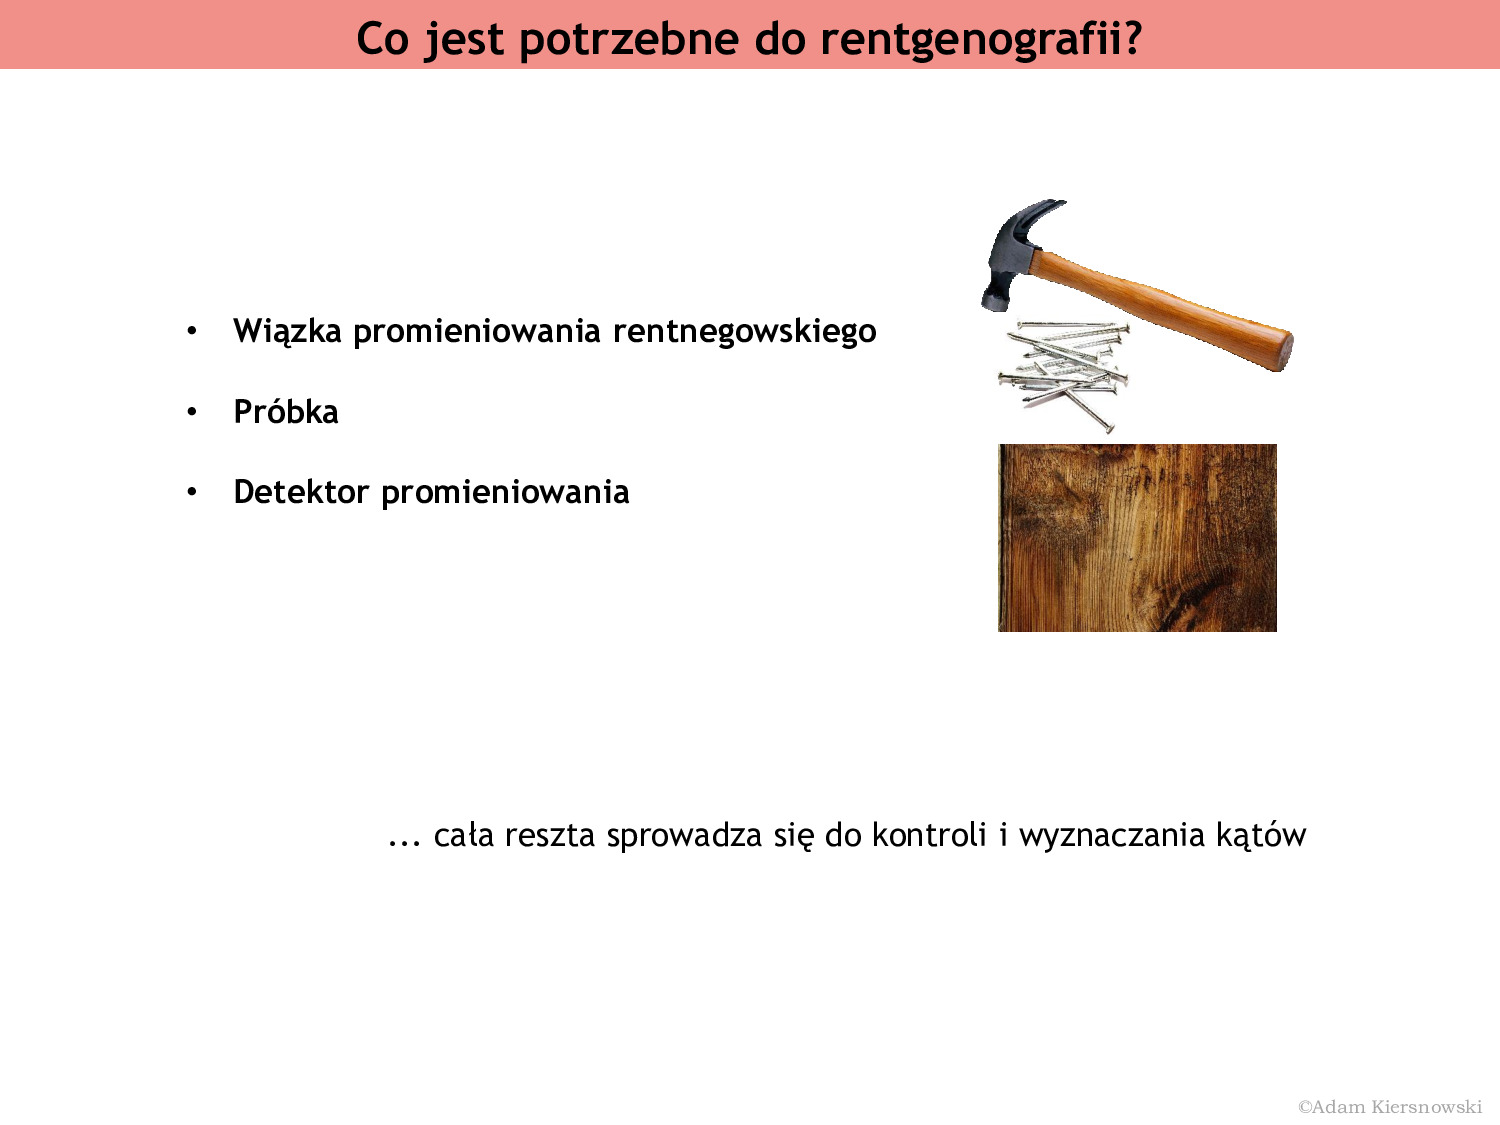 Co jest potrzebne do rentgenografii?
• Wiązka promieniowania rentnegowskiego
• Próbka
• Detektor promieniowania
... cała reszta sprowadza się do kontroli i wyznaczania kątów
©Adam Kiersnowski